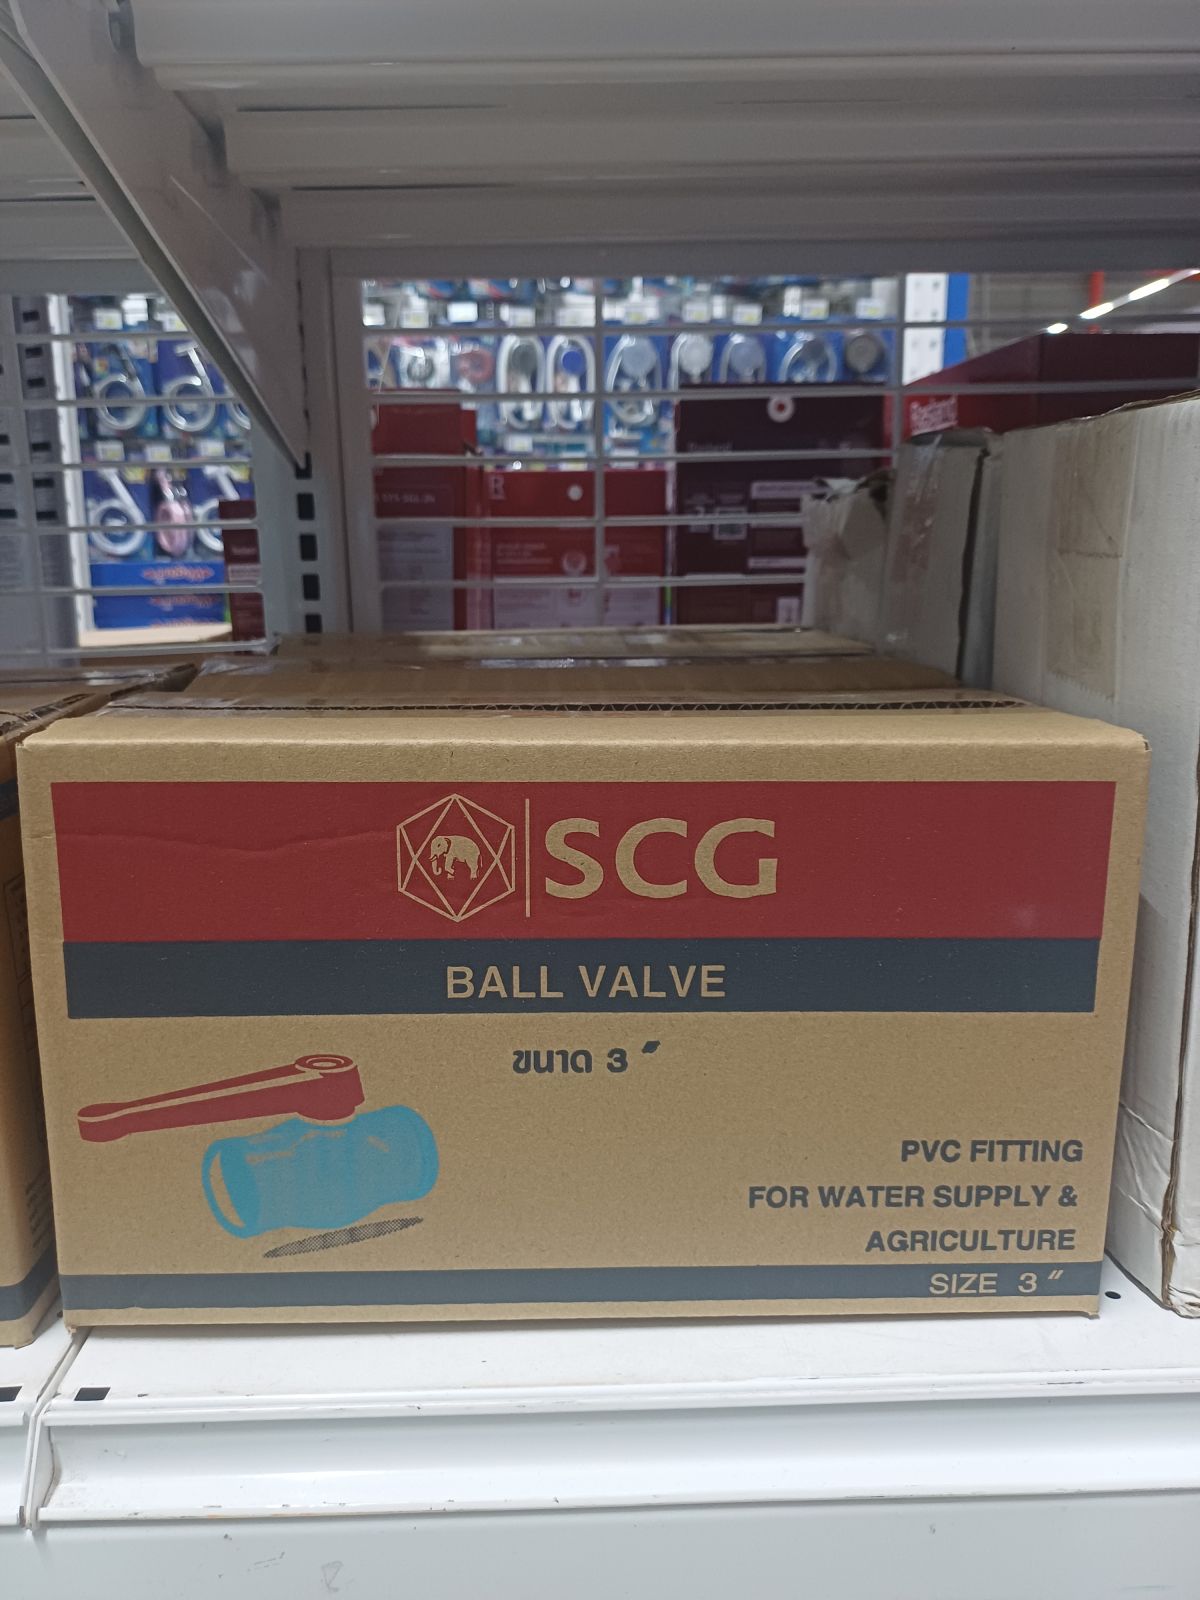 SCG
BALL VALVE
ขนาด 3 "
PVC FITTING
FOR WATER SUPPLY &
AGRICULTURE
SIZE 3 "